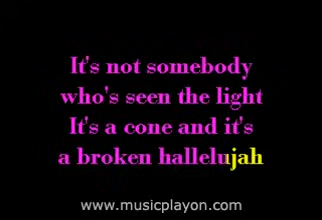 It's not somebody
who's seen the light
It's a cone and it's
a broken hallelujah
www.musicplayon.com